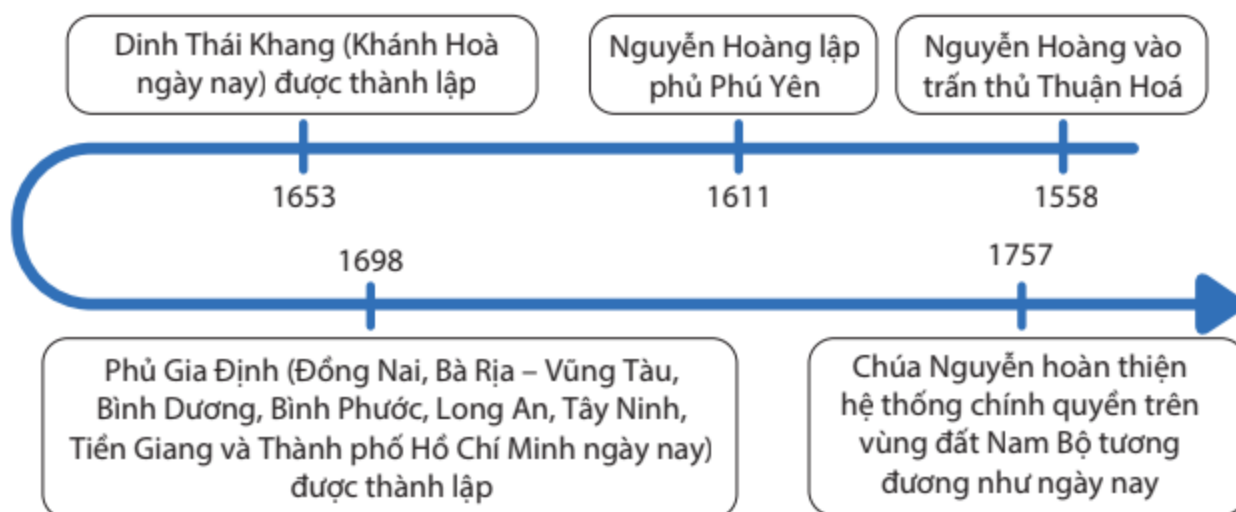 Dinh Thái Khang (Khánh Hoà
ngày nay) được thành lập
Nguyễn Hoàng lập
phủ Phú Yên
Nguyễn Hoàng vào
trấn thủ Thuận Hoá
1653
1611
1558
1698
1757
Phủ Gia Định (Đồng Nai, Bà Rịa – Vũng Tàu,
Bình Dương, Bình Phước, Long An, Tây Ninh,
Tiền Giang và Thành phố Hồ Chí Minh ngày nay)
được thành lập
Chúa Nguyễn hoàn thiện
hệ thống chính quyền trên
vùng đất Nam Bộ tương
đương như ngày nay